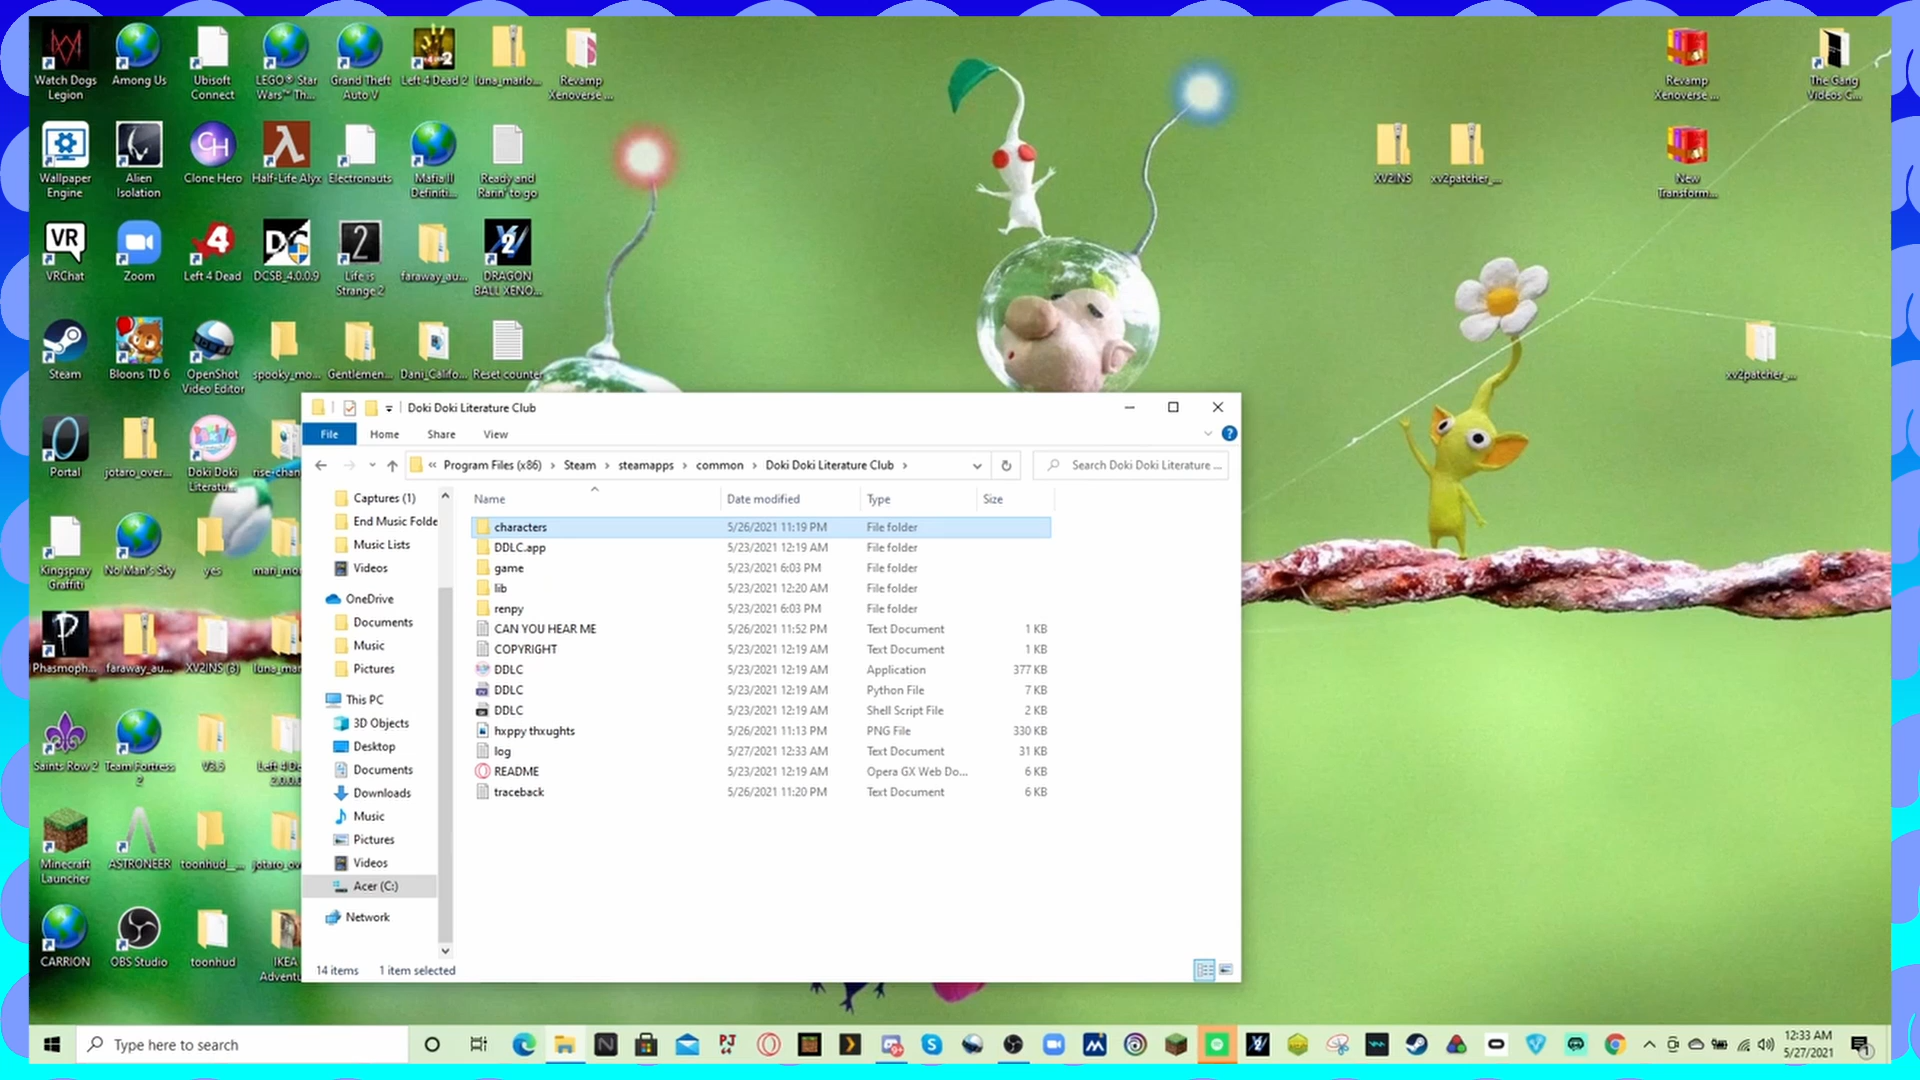 Watch Dogs Legion
Among Us
Ubisoft Connect
LEGO® Star Wars™ Th...
Grand Theft Auto V
Left 4 Dead 2
luna_marlo...
Revamp Xenoverse ...
Revamp Xenoverse ...
The Gang Videos C...
Wallpaper Engine
Alien Isolation
Clone Hero
Half-Life Alyx
Electronauts
Mafia II Definiti...
Ready and Rarin' to go
XV2INS
xv2patcher_...
New Transform...
VRChat
Zoom
Left 4 Dead
DCSB_4.0.0.9
Life is Strange 2
faraway_au...
DRAGON BALL XENO...
Steam
Bloons TD 6
OpenShot Video Editor
spooky_mo...
Gentlemen...
Dani_Califo...
Reset counter
xv2patcher_...
Portal
jotaro_over...
Doki Doki Literatu...
rise-chan...
Kingspray Graffiti
No Man's Sky
yes
mari_mo
Phasmoph...
faraway_au...
XV2INS (3)
luna_mar
Saints Row 2
Team Fortress 2
V3.5
Left 4 De 2.0.0.
Minecraft Launcher
ASTRONEER
toonhud_...
jotaro_ov
CARRION
OBS Studio
toonhud
IKEA Adventu
Doki Doki Literature Club
File Home Share View
« Program Files (x86) > Steam > steamapps > common > Doki Doki Literature Club >
Search Doki Doki Literature ...
Captures (1)
End Music Folde
Music Lists
Videos
OneDrive
Documents
Music
Pictures
This PC
3D Objects
Desktop
Documents
Downloads
Music
Pictures
Videos
Acer (C:)
Network
Name Date modified Type Size
characters 5/26/2021 11:19 PM File folder
DDLC.app 5/23/2021 12:19 AM File folder
game 5/23/2021 6:03 PM File folder
lib 5/23/2021 12:20 AM File folder
renpy 5/23/2021 6:03 PM File folder
CAN YOU HEAR ME 5/26/2021 11:52 PM Text Document 1 KB
COPYRIGHT 5/23/2021 12:19 AM Text Document 1 KB
DDLC 5/23/2021 12:19 AM Application 377 KB
DDLC 5/23/2021 12:19 AM Python File 7 KB
DDLC 5/23/2021 12:19 AM Shell Script File 2 KB
hxppy thxughts 5/26/2021 11:13 PM PNG File 330 KB
log 5/27/2021 12:33 AM Text Document 31 KB
README 5/23/2021 12:19 AM Opera GX Web Do... 6 KB
traceback 5/26/2021 11:20 PM Text Document 6 KB
14 items 1 item selected
Type here to search
12:33 AM
5/27/2021